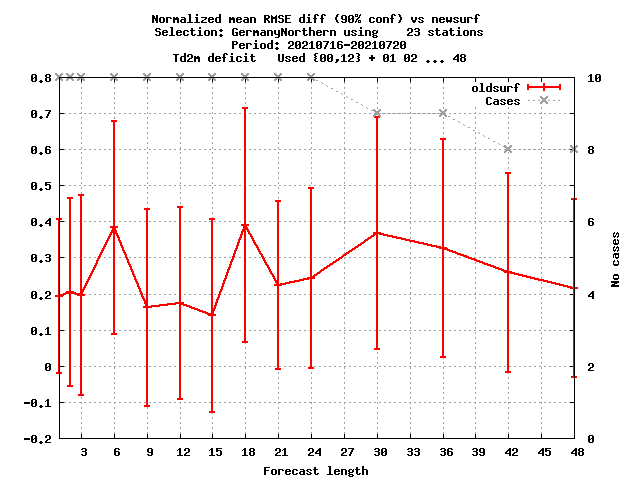 Normalized mean RMSE diff (90% conf) vs newsurf
Selection: GermanyNorthern using    23 stations
Period: 20210716-20210720
Td2m deficit   Used {00,12} + 01 02 ... 48
oldsurf
Cases
0,8
0,7
0,6
0,5
0,4
0,3
0,2
0,1
0
-0,1
-0,2
10
8
6
4
2
0
No cases
3 6 9 12 15 18 21 24 27 30 33 36 39 42 45 48
Forecast length